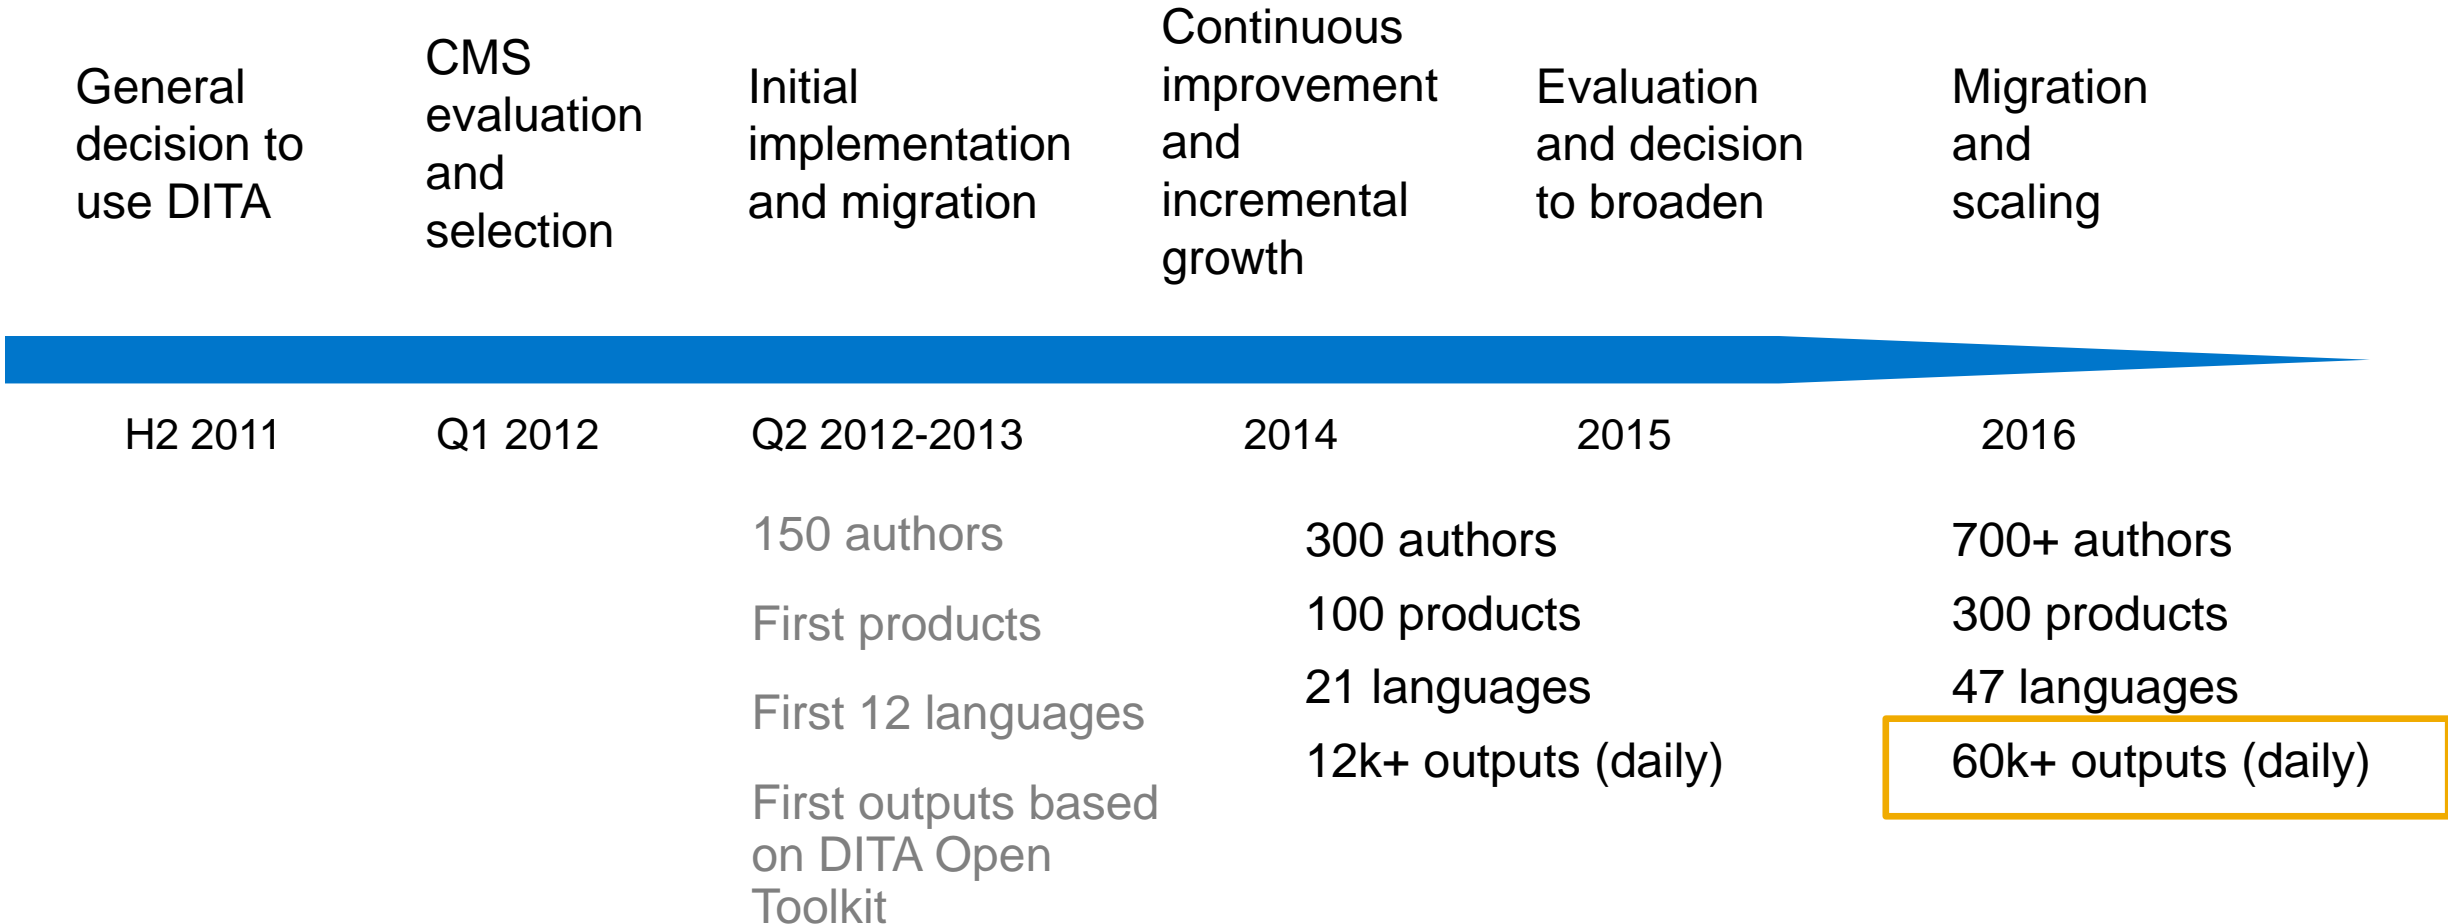 General
decision to
use DITA
CMS
evaluation
and
selection
Initial
implementation
and migration
Continuous
improvement
and
incremental
growth
Evaluation
and decision
to broaden
Migration
and
scaling
H2 2011
Q1 2012
Q2 2012-2013
2014
2015
2016
150 authors
First products
First 12 languages
First outputs based
on DITA Open
Toolkit
300 authors
100 products
21 languages
12k+ outputs (daily)
700+ authors
300 products
47 languages
60k+ outputs (daily)